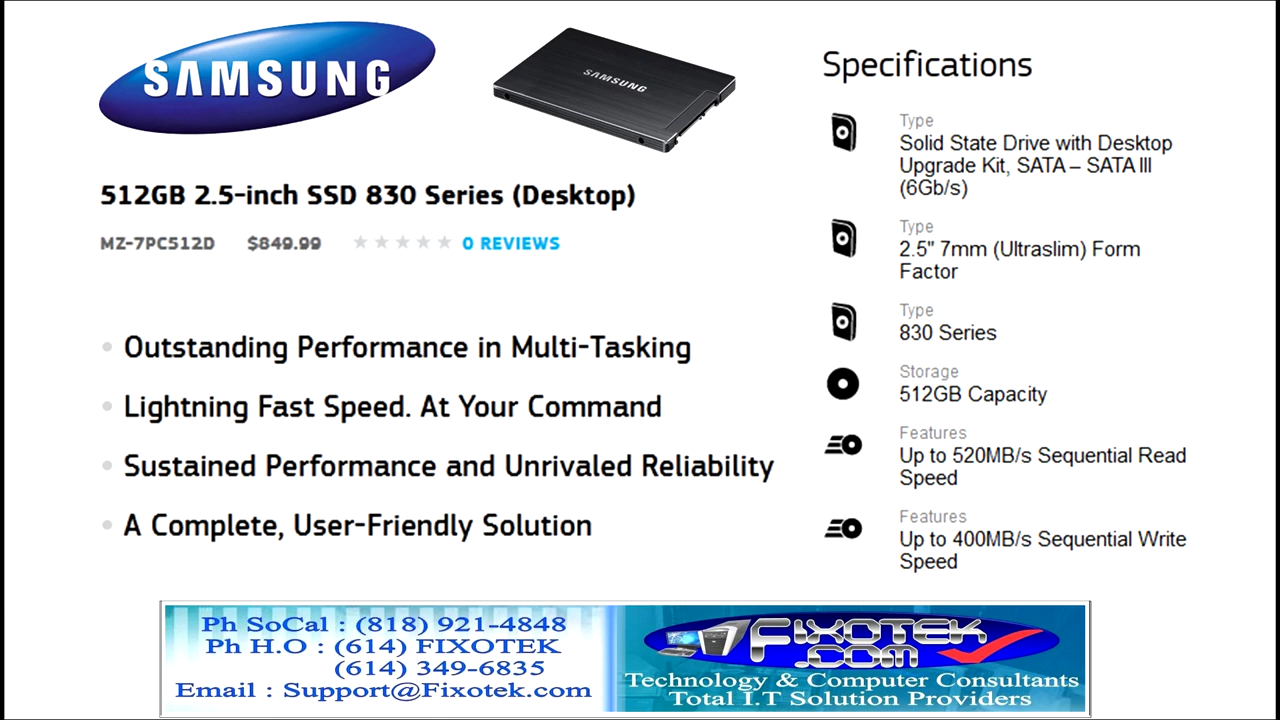 SAMSUNG
SAMSUNG
512GB 2.5-inch SSD 830 Series (Desktop)
MZ-7PC512D $849.99 0 REVIEWS
Outstanding Performance in Multi-Tasking
Lightning Fast Speed. At Your Command
Sustained Performance and Unrivaled Reliability
A Complete, User-Friendly Solution
Specifications
Type
Solid State Drive with Desktop
Upgrade Kit, SATA – SATA III
(6Gb/s)
Type
2.5" 7mm (Ultraslim) Form
Factor
Type
830 Series
Storage
512GB Capacity
Features
Up to 520MB/s Sequential Read
Speed
Features
Up to 400MB/s Sequential Write
Speed
Ph SoCal : (818) 921-4848
Ph H.O : (614) FIXOTEK
(614) 349-6835
Email : Support@Fixotek.com
FIXOTEK
.COM
Technology & Computer Consultants
Total I.T Solution Providers